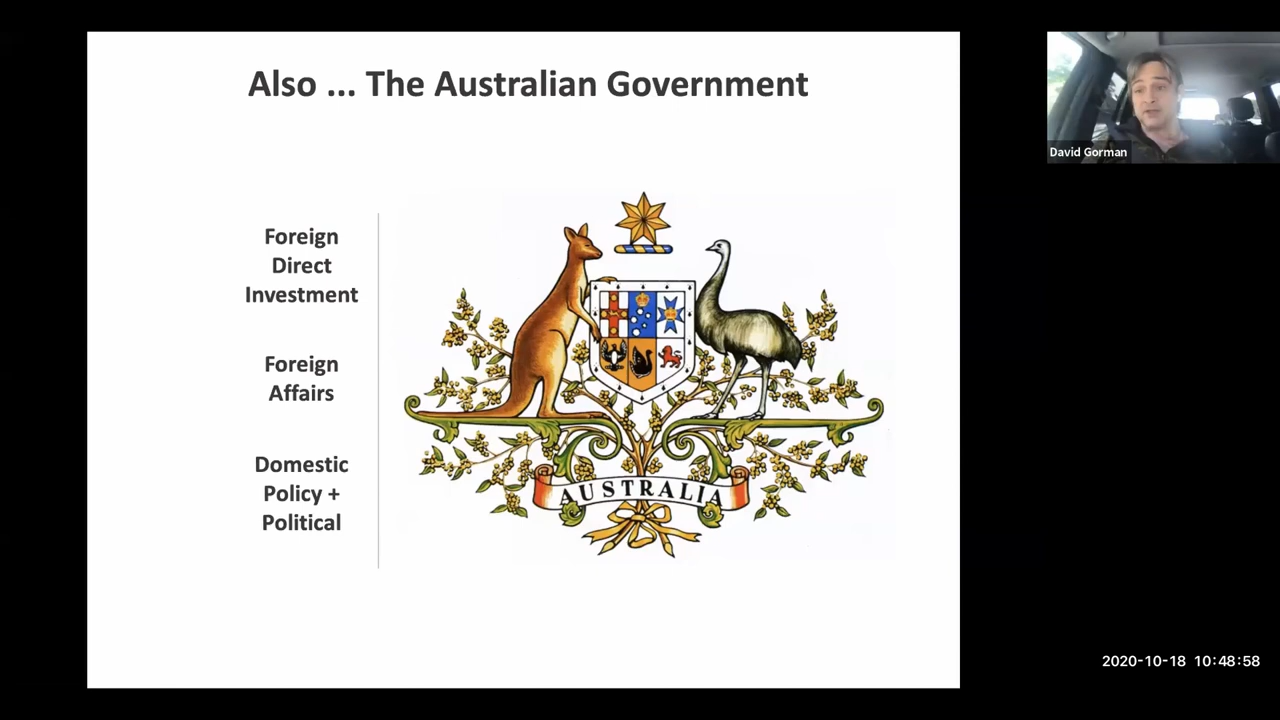 Also ... The Australian Government
David Gorman
Foreign
Direct
Investment
Foreign
Affairs
Domestic
Policy +
Political
AUSTRALIA
2020-10-18 10:48:58